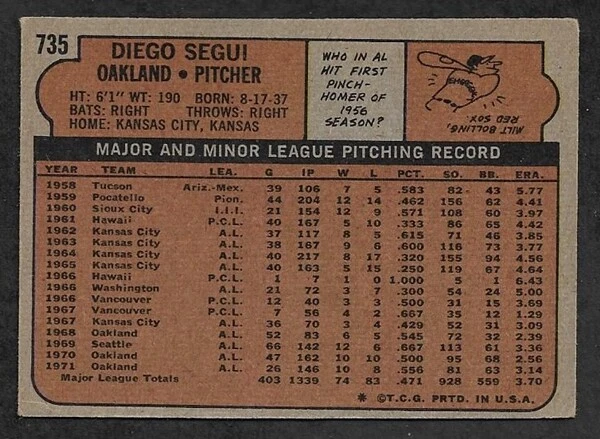 735
DIEGO SEGUI
OAKLAND • PITCHER
HT: 6'1" WT: 190 BORN: 8-17-37
BATS: RIGHT THROWS: RIGHT
HOME: KANSAS CITY, KANSAS
WHO IN AL
HIT FIRST
PINCH-
HOMER OF
1956
SEASON?
MILT BOLLING,
RED SOX
MAJOR AND MINOR LEAGUE PITCHING RECORD
YEAR TEAM LEA. G IP W L PCT. SO. BB. ERA.
1958 Tucson Ariz.-Mex. 39 106 7 5 .583 82 43 5.77
1959 Pocatello Pion. 44 204 12 14 .462 156 62 4.41
1960 Sioux City I.I.I. 21 154 12 9 .571 108 60 3.97
1961 Hawaii P.C.L. 40 167 5 10 .333 86 65 4.42
1962 Kansas City A.L. 37 117 8 5 .615 71 46 3.85
1963 Kansas City A.L. 38 167 9 6 .600 116 73 3.77
1964 Kansas City A.L. 40 217 8 17 .320 155 94 4.56
1965 Kansas City A.L. 40 163 5 15 .250 119 67 4.64
1966 Hawaii P.C.L. 1 7 1 0 1.000 5 1 6.43
1966 Washington A.L. 21 72 3 7 .300 54 24 5.00
1966 Vancouver P.C.L. 12 40 3 3 .500 31 15 3.69
1967 Vancouver P.C.L. 7 56 4 2 .667 35 12 1.29
1967 Kansas City A.L. 36 70 3 4 .429 52 31 3.09
1968 Oakland A.L. 52 83 6 5 .545 72 32 2.39
1969 Seattle A.L. 66 142 12 6 .667 113 61 3.36
1970 Oakland A.L. 47 162 10 10 .500 95 68 2.56
1971 Oakland A.L. 26 146 10 8 .556 81 63 3.14
Major League Totals 403 1339 74 83 .471 928 559 3.70
* ©T.C.G. PRTD. IN U.S.A.